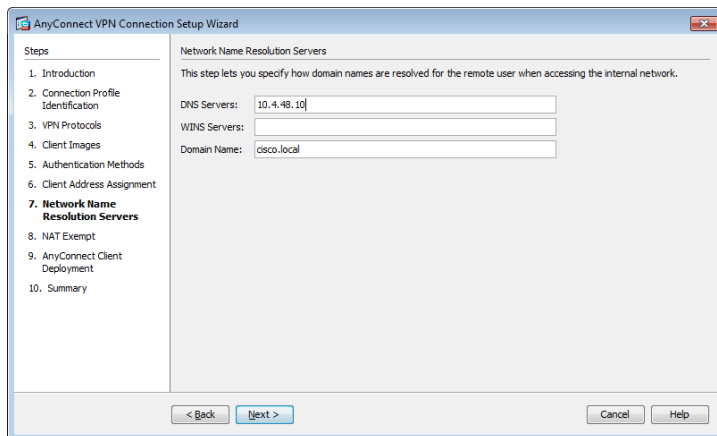 AnyConnect VPN Connection Setup Wizard
Steps
1. Introduction
2. Connection Profile
Identification
3. VPN Protocols
4. Client Images
5. Authentication Methods
6. Client Address Assignment
7. Network Name
Resolution Servers
8. NAT Exempt
9. AnyConnect Client
Deployment
10. Summary
Network Name Resolution Servers
This step lets you specify how domain names are resolved for the remote user when accessing the internal network.
DNS Servers: 10.4.48.10
WINS Servers:
Domain Name: cisco.local
< Back Next > Cancel Help